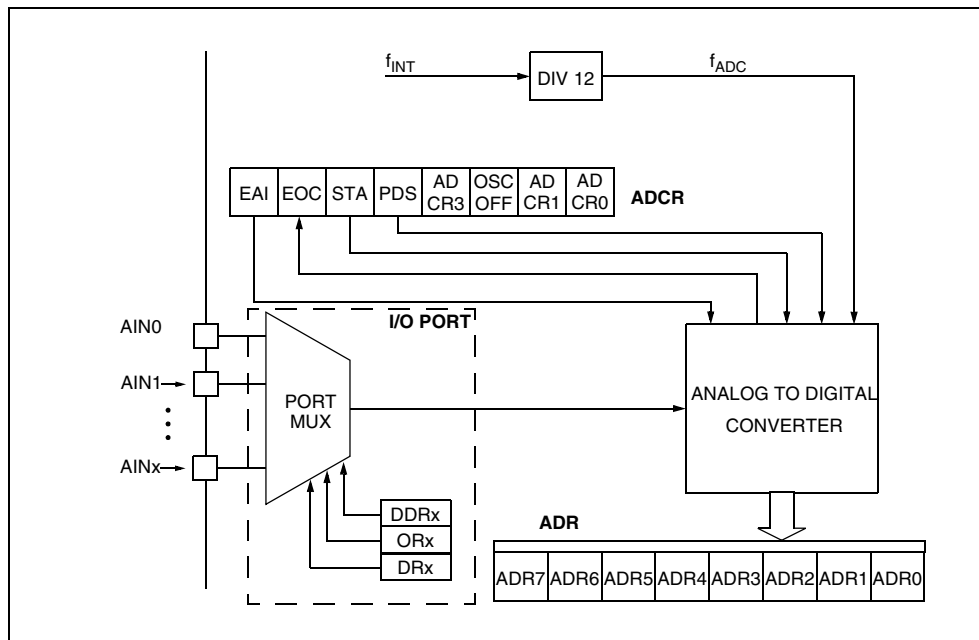 fINT
DIV 12
fADC
EAI EOC STA PDS AD CR3 OSC OFF AD CR1 AD CR0
ADCR
I/O PORT
AIN0
AIN1
PORT MUX
ANALOG TO DIGITAL
CONVERTER
AINx
DDRx
ORx
DRx
ADR
ADR7 ADR6 ADR5 ADR4 ADR3 ADR2 ADR1 ADR0